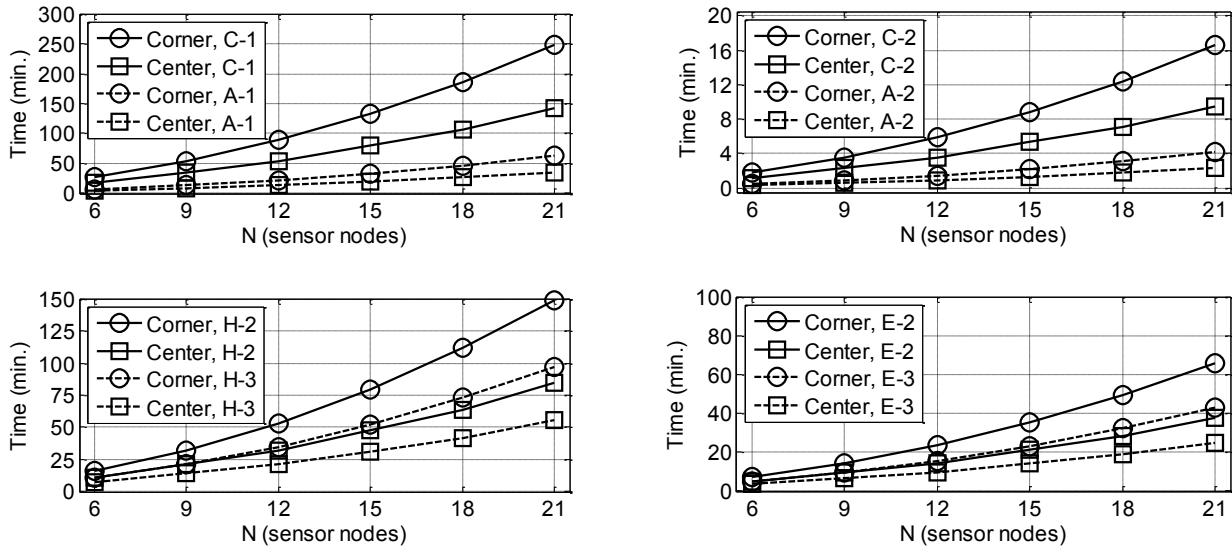 300
250
200
150
100
50
0
Time (min.)
Corner, C-1
Center, C-1
Corner, A-1
Center, A-1
6 9 12 15 18 21
N (sensor nodes)
20
16
12
8
4
0
Time (min.)
Corner, C-2
Center, C-2
Corner, A-2
Center, A-2
6 9 12 15 18 21
N (sensor nodes)
150
125
100
75
50
25
0
Time (min.)
Corner, H-2
Center, H-2
Corner, H-3
Center, H-3
6 9 12 15 18 21
N (sensor nodes)
100
80
60
40
20
0
Time (min.)
Corner, E-2
Center, E-2
Corner, E-3
Center, E-3
6 9 12 15 18 21
N (sensor nodes)